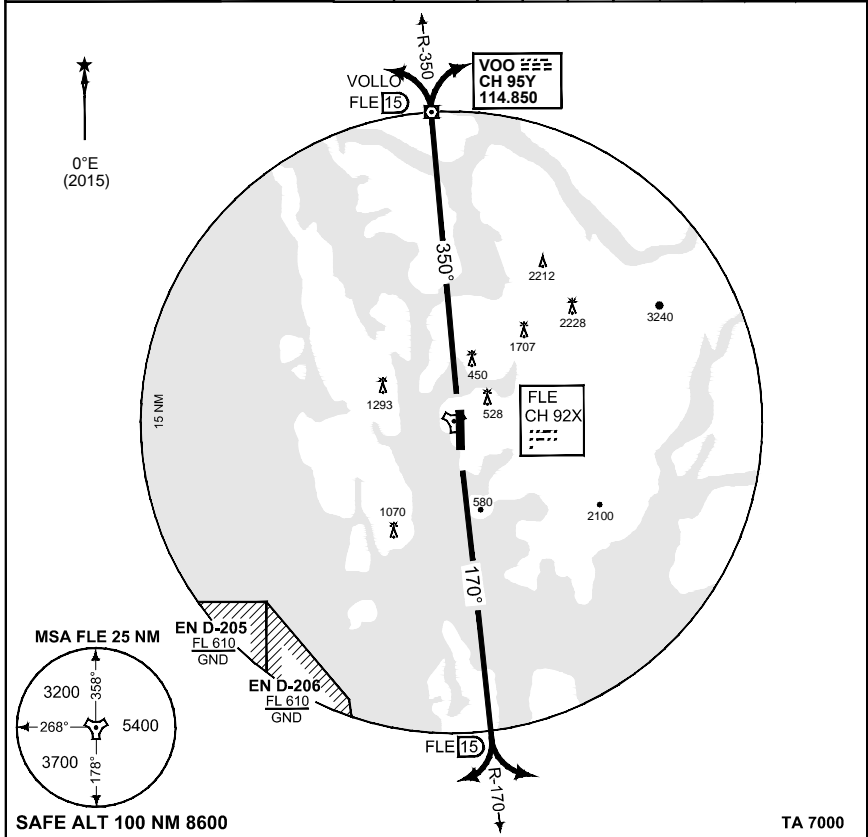 R-350
VOLLO
FLE 15
VOO
CH 95Y
114.850
0°E
(2015)
350°
2212
2228
3240
1707
450
1293
528
FLE
CH 92X
15 NM
580
2100
1070
170°
EN D-205
FL 610
GND
EN D-206
FL 610
GND
MSA FLE 25 NM
3200
358°
268°
5400
3700
178°
FLE 15
R-170
SAFE ALT 100 NM 8600
TA 7000